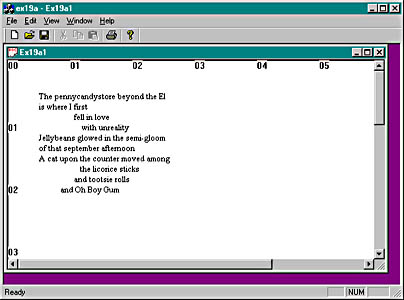 ex19a - Ex19a1
File Edit View Window Help
Ex19a1
00 01 02 03 04 05
The pennycandystore beyond the El
is where I first
fell in love
01
with unreality
Jellybeans glowed in the semi-gloom
of that september afternoon
A cat upon the counter moved among
the licorice sticks
and tootsie rolls
02
and Oh Boy Gum
03
Ready NUM